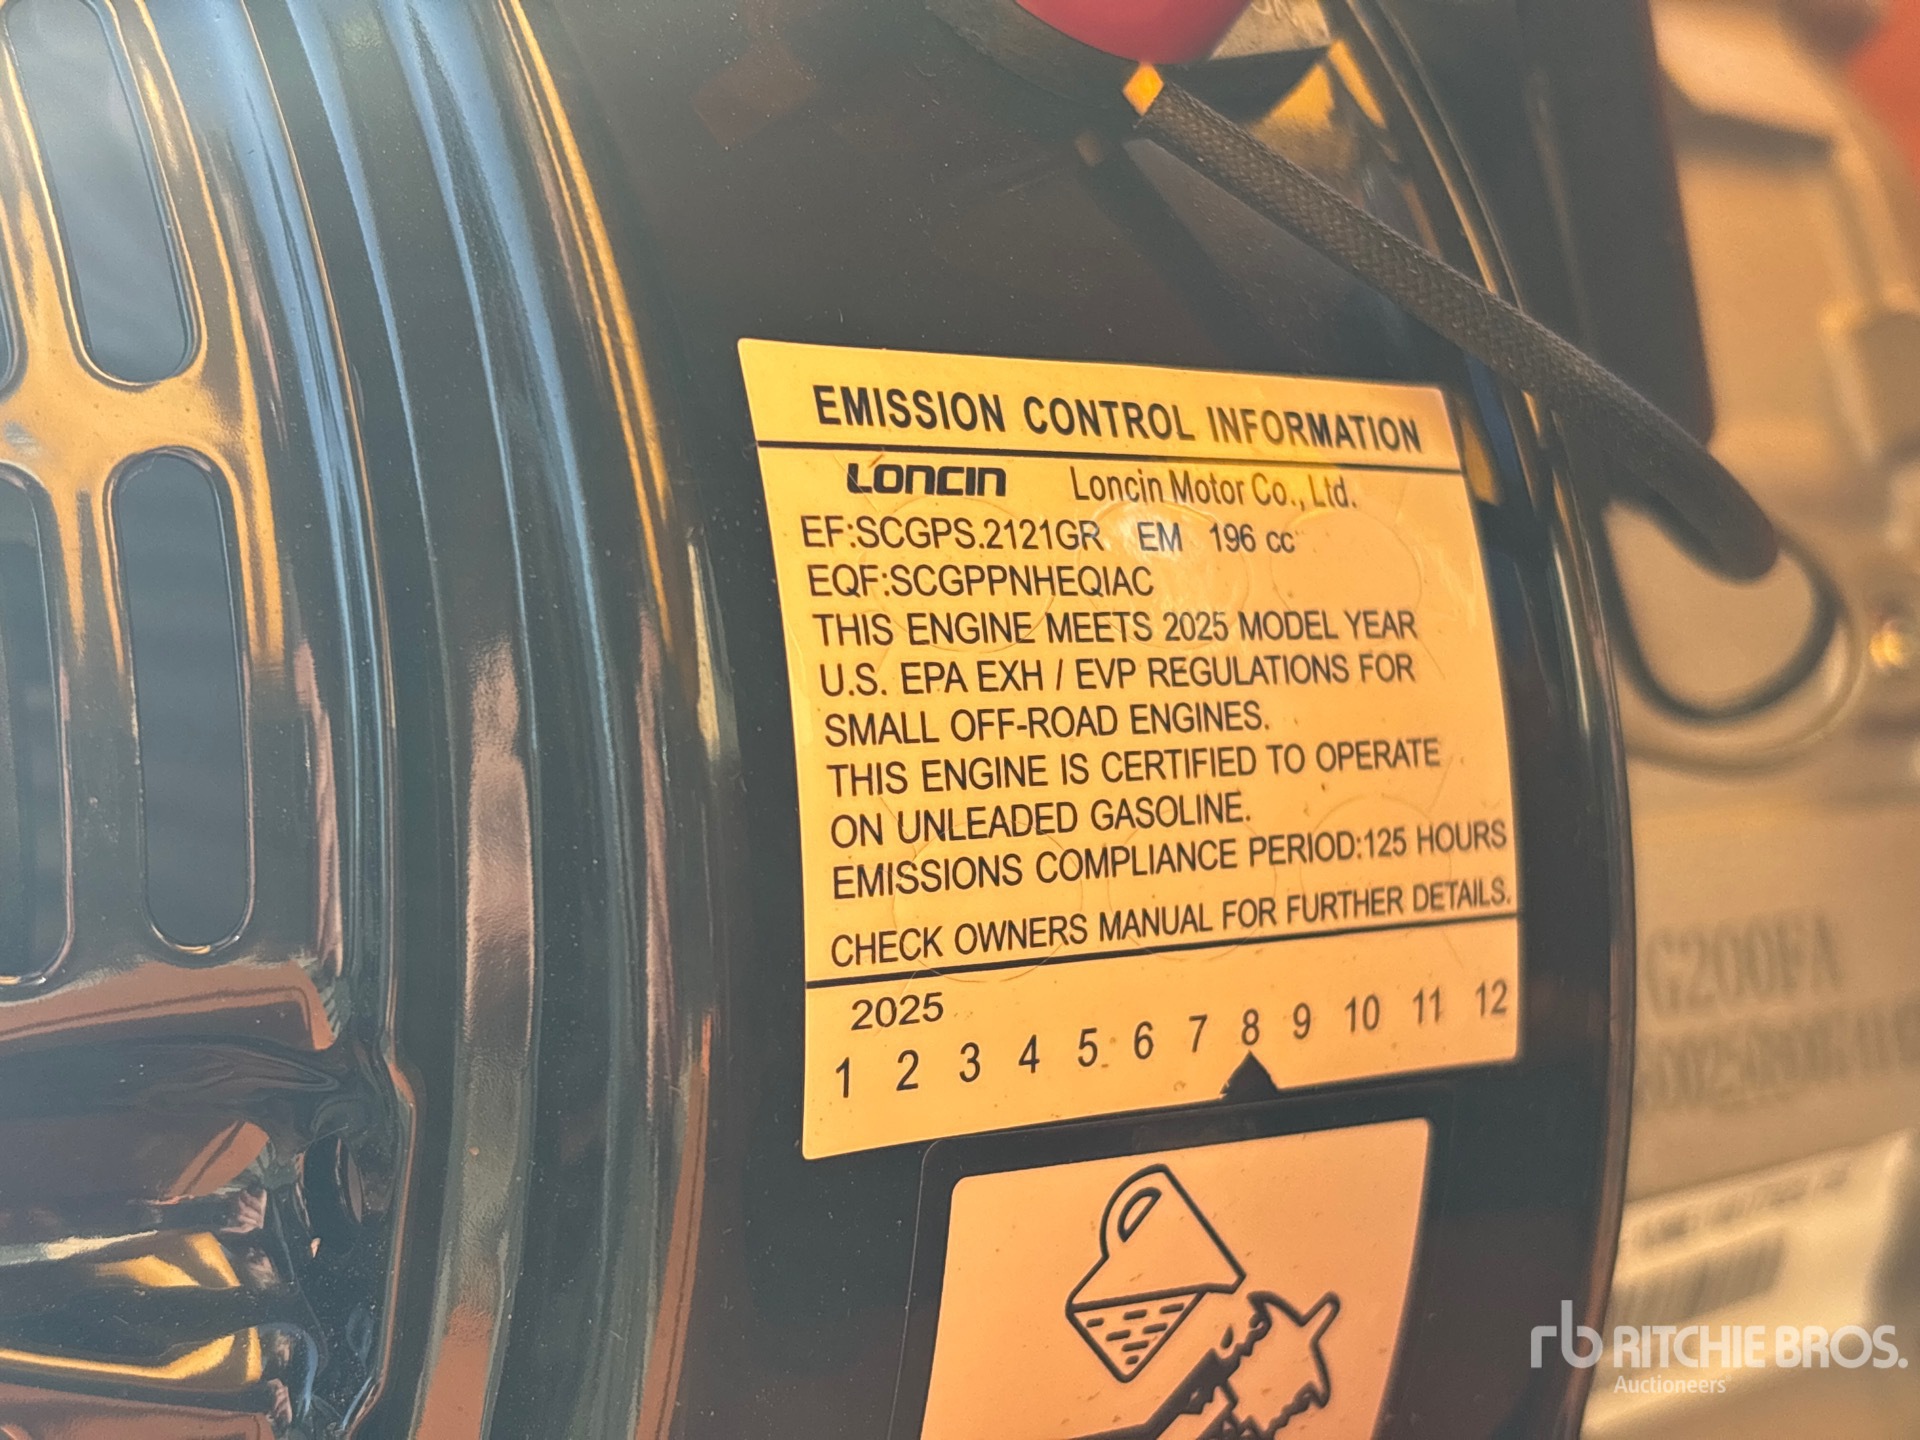 EMISSION CONTROL INFORMATION
LONCIN Loncin Motor Co., Ltd.
EF:SCGPS.2121GR EM 196 cc
EQF:SCGPPNHEQIAC
THIS ENGINE MEETS 2025 MODEL YEAR
U.S. EPA EXH / EVP REGULATIONS FOR
SMALL OFF-ROAD ENGINES.
THIS ENGINE IS CERTIFIED TO OPERATE
ON UNLEADED GASOLINE.
EMISSIONS COMPLIANCE PERIOD:125 HOURS
CHECK OWNERS MANUAL FOR FURTHER DETAILS.
2025
1 2 3 4 5 6 7 8 9 10 11 12
G200FA
rb RITCHIE BROS.
Auctioneers